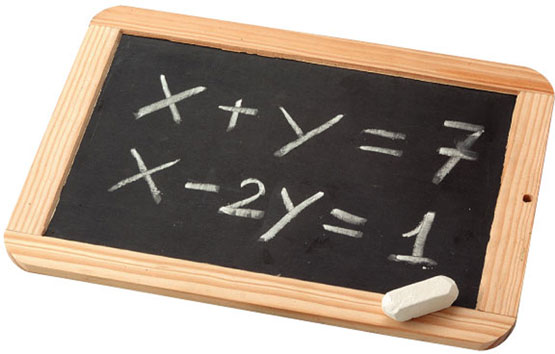 X + Y = 7
X - 2Y = 1